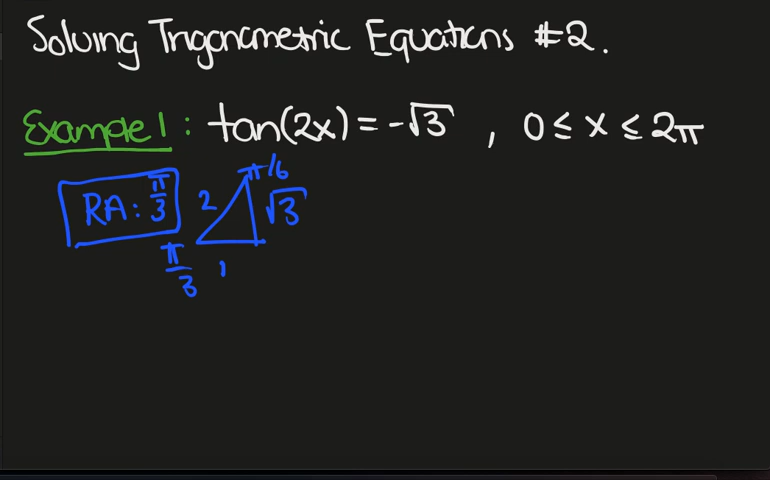 Solving Trigonometric Equations #2.
Example 1: tan(2x) = -√3 , 0 ≤ x ≤ 2π
RA: π/3
π/6
2
√3
π/3
1